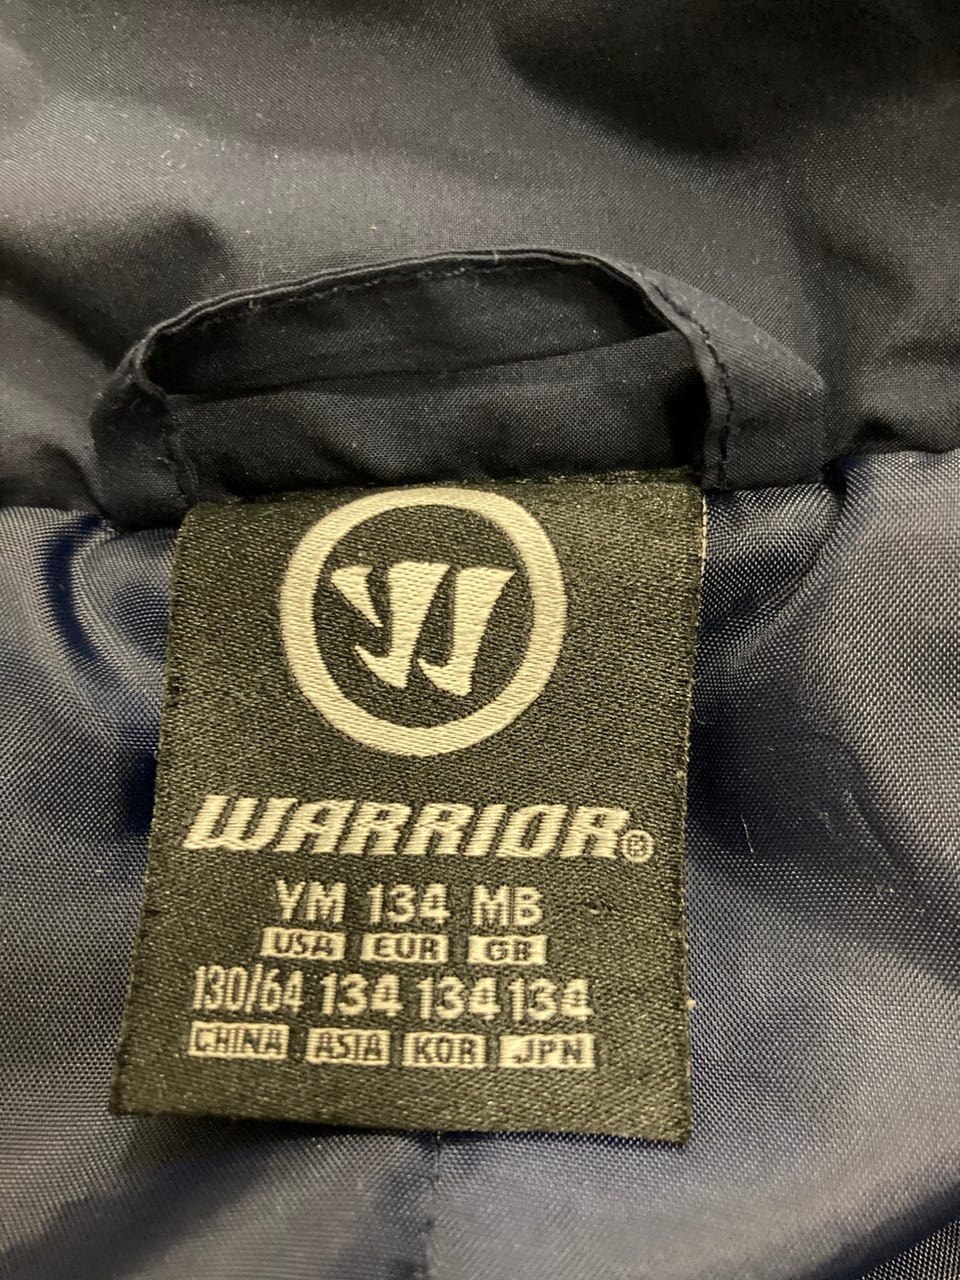 WARRIOR®
YM 134 MB
USA EUR GB
130/64 134 134 134
CHINA ASIA KOR JPN